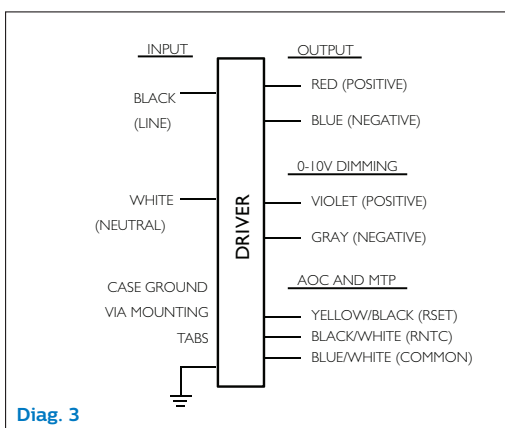 INPUT
BLACK
(LINE)
WHITE
(NEUTRAL)
CASE GROUND
VIA MOUNTING
TABS
DRIVER
OUTPUT
RED (POSITIVE)
BLUE (NEGATIVE)
0-10V DIMMING
VIOLET (POSITIVE)
GRAY (NEGATIVE)
AOC AND MTP
YELLOW/BLACK (RSET)
BLACK/WHITE (RNTC)
BLUE/WHITE (COMMON)
Diag. 3